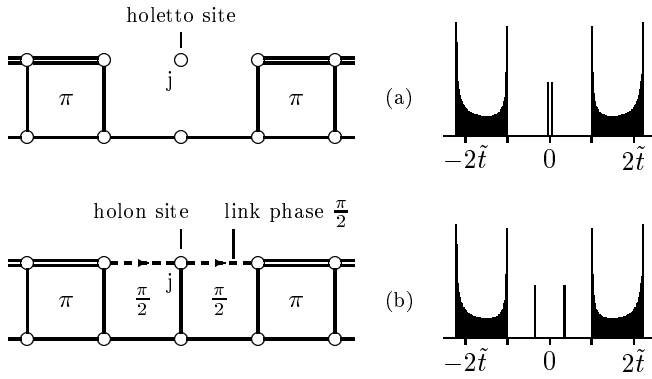 holetto site
j
π π
(a)
−2t̃ 0 2t̃
holon site link phase π/2
j
π π/2 π/2 π
(b)
−2t̃ 0 2t̃